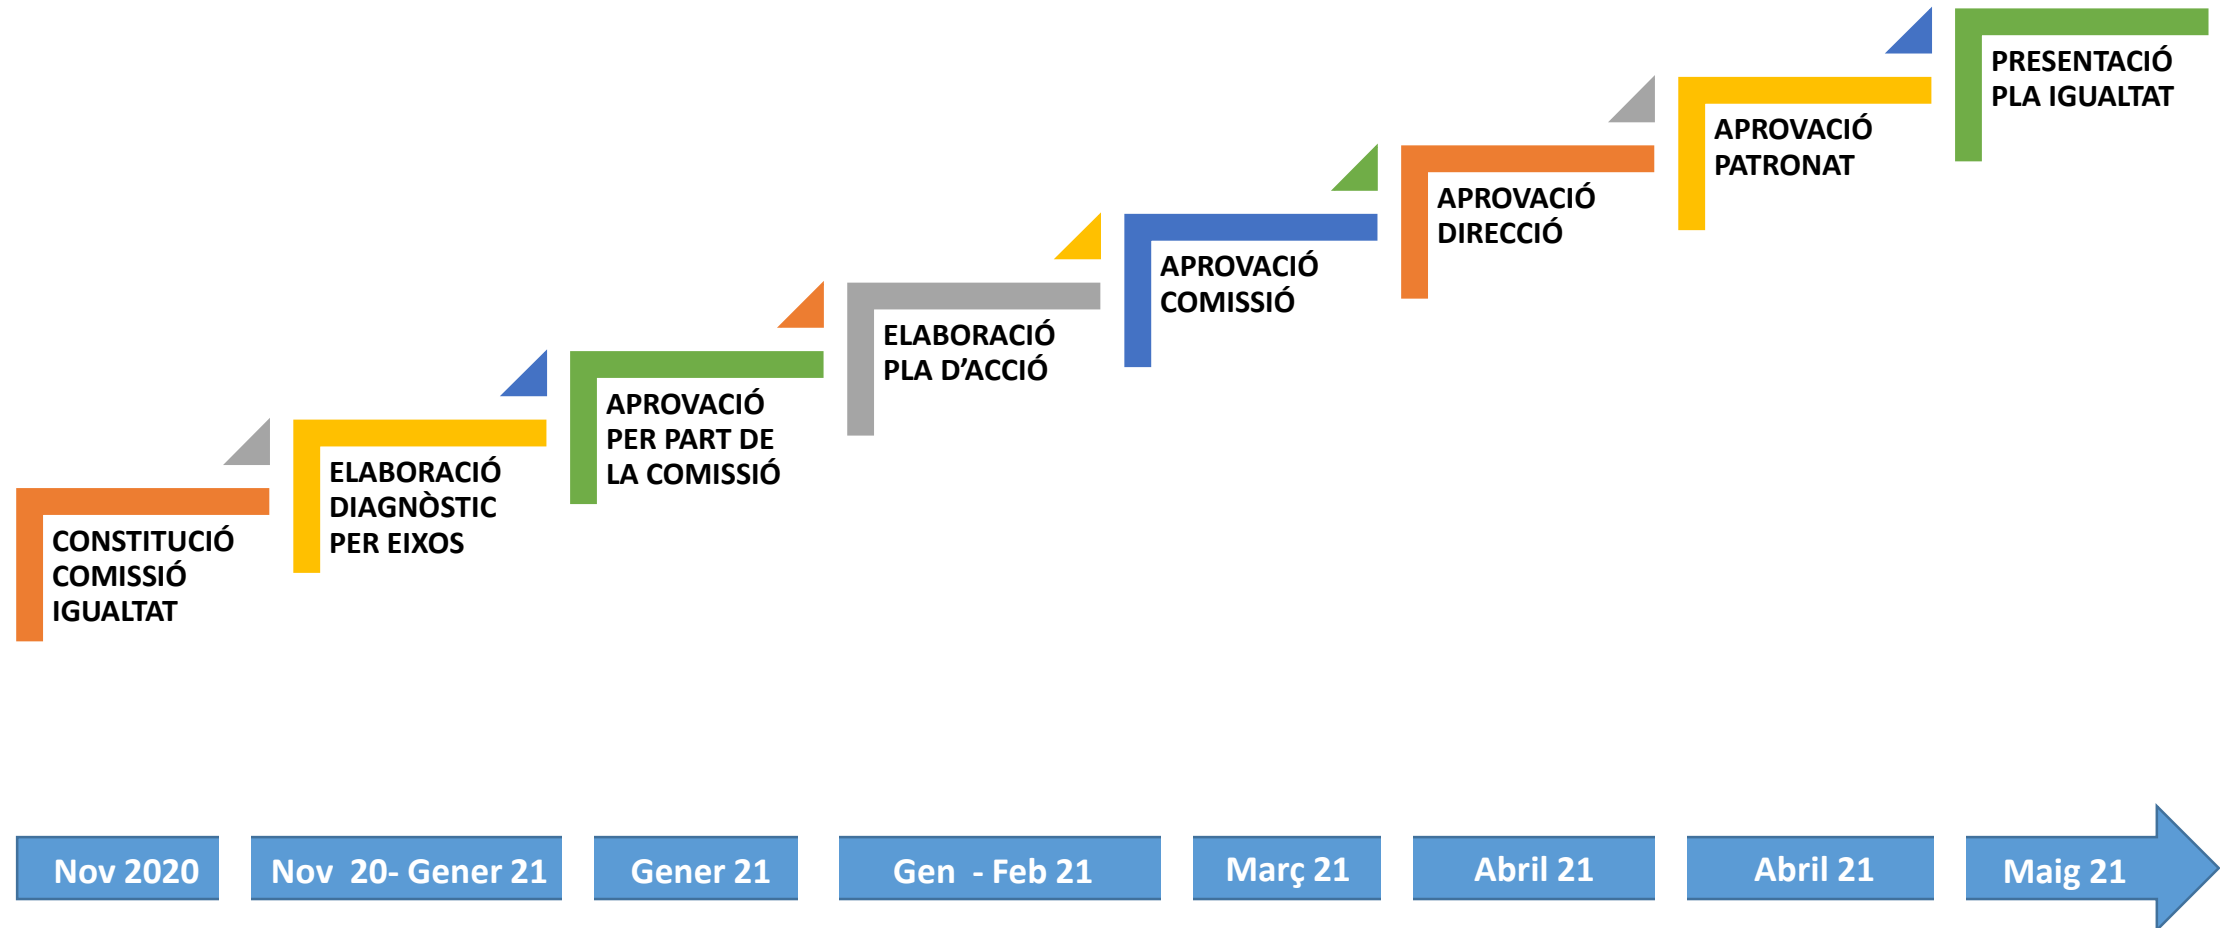 CONSTITUCIÓ
COMISSIÓ
IGUALTAT
ELABORACIÓ
DIAGNÒSTIC
PER EIXOS
APROVACIÓ
PER PART DE
LA COMISSIÓ
ELABORACIÓ
PLA D’ACCIÓ
APROVACIÓ
COMISSIÓ
APROVACIÓ
DIRECCIÓ
APROVACIÓ
PATRONAT
PRESENTACIÓ
PLA IGUALTAT
Nov 2020
Nov  20- Gener 21
Gener 21
Gen  - Feb 21
Març 21
Abril 21
Abril 21
Maig 21